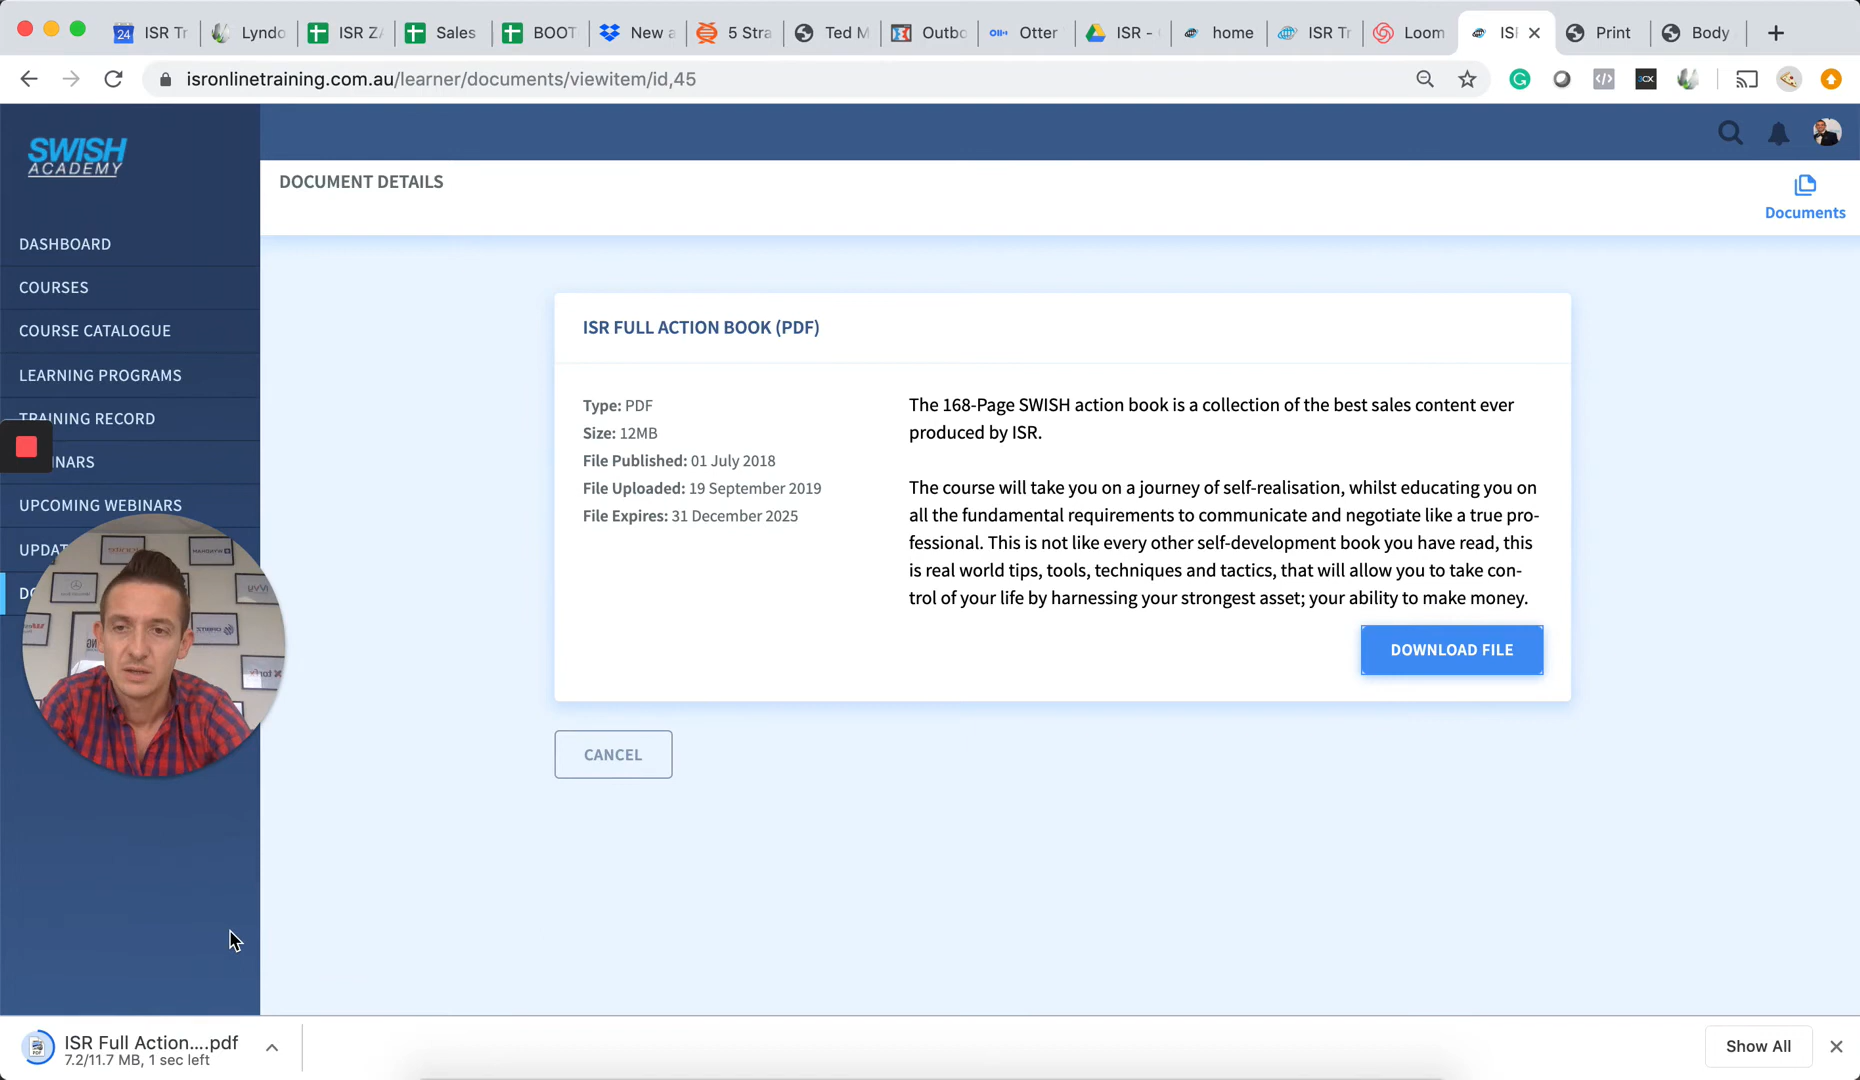 24 ISR Tr
Lyndo
ISR ZA
Sales
BOOT
New a
5 Stra
Ted M
Outbo
Otter
ISR -
home
ISR Tr
Loom
ISR
Print
Body
isronlinetraining.com.au/learner/documents/viewitem/id,45
3CX
SWISH
ACADEMY
DOCUMENT DETAILS
Documents
DASHBOARD
COURSES
COURSE CATALOGUE
LEARNING PROGRAMS
TRAINING RECORD
INARS
UPCOMING WEBINARS
UPDAT
DO
ISR FULL ACTION BOOK (PDF)
Type: PDF
Size: 12MB
File Published: 01 July 2018
File Uploaded: 19 September 2019
File Expires: 31 December 2025
The 168-Page SWISH action book is a collection of the best sales content ever
produced by ISR.
The course will take you on a journey of self-realisation, whilst educating you on
all the fundamental requirements to communicate and negotiate like a true pro-
fessional. This is not like every other self-development book you have read, this
is real world tips, tools, techniques and tactics, that will allow you to take con-
trol of your life by harnessing your strongest asset; your ability to make money.
DOWNLOAD FILE
CANCEL
ISR Full Action....pdf
7.2/11.7 MB, 1 sec left
Show All